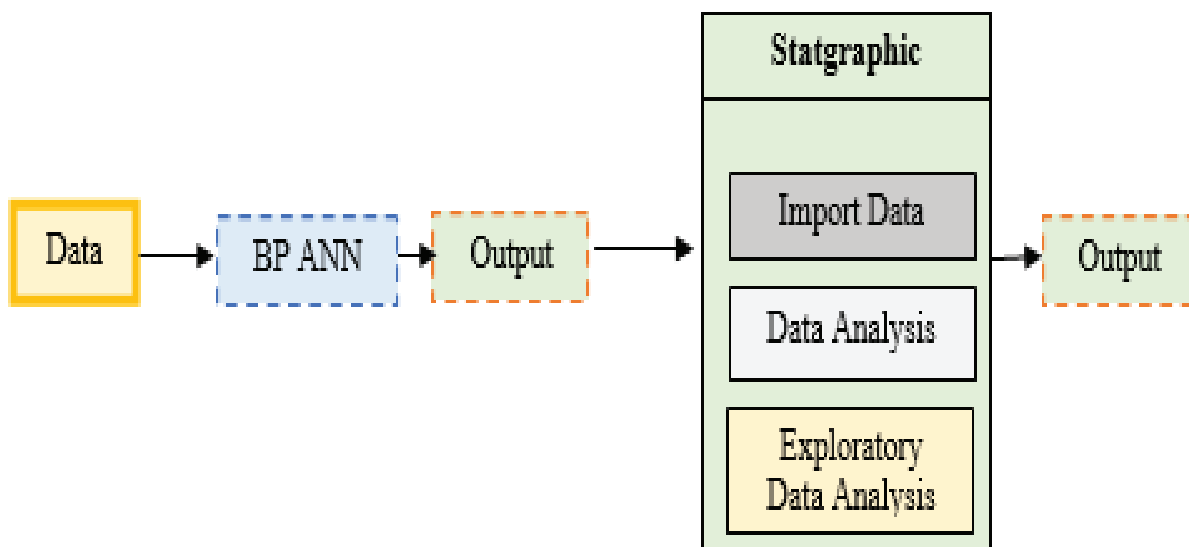 Data
BP ANN
Output
Statgraphic
Import Data
Data Analysis
Exploratory
Data Analysis
Output